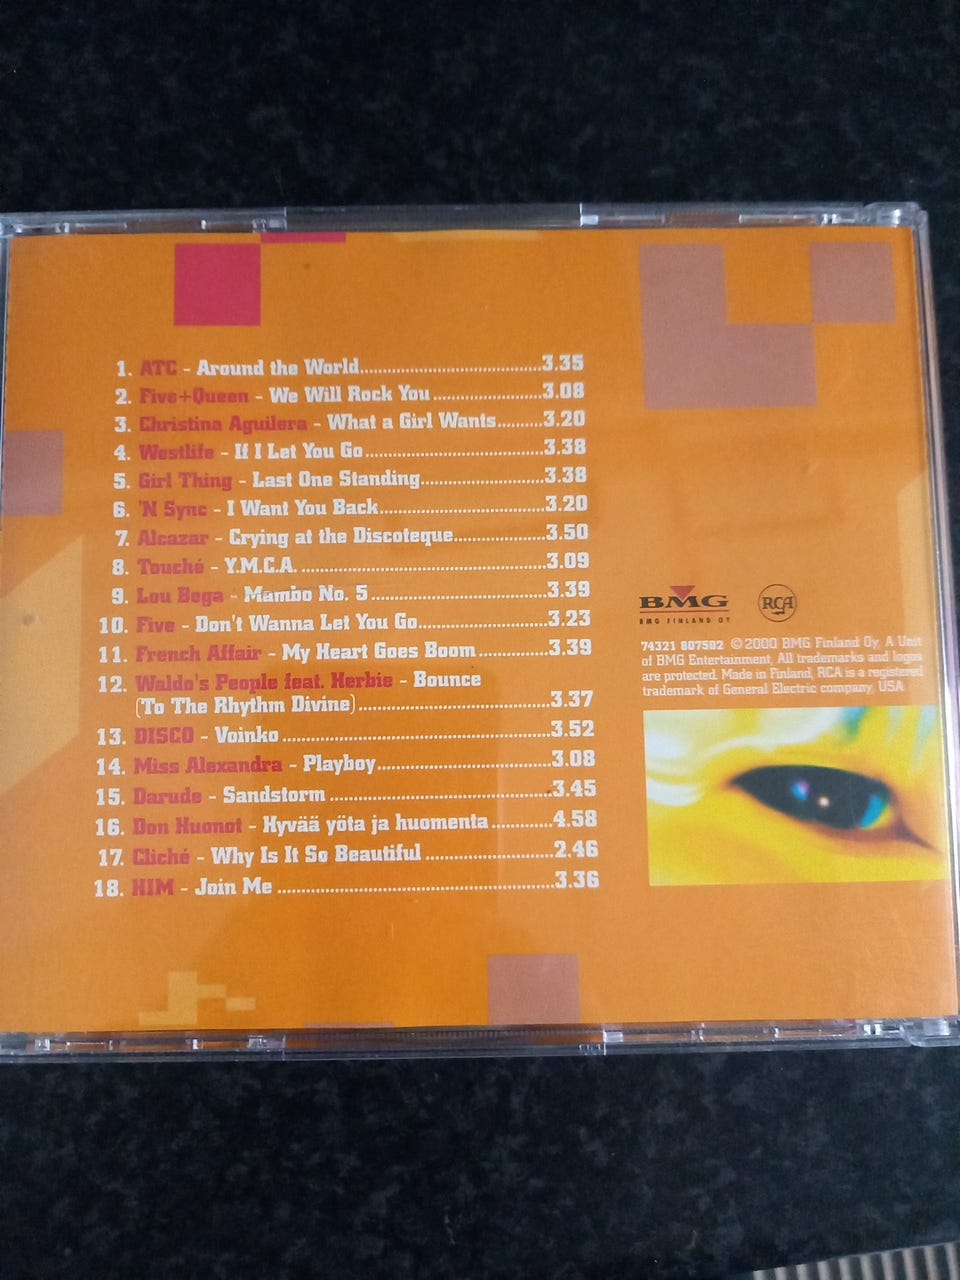 1. ATC - Around the World..........3.35
2. Five+Queen - We Will Rock You..........3.08
3. Christina Aguilera - What a Girl Wants..........3.20
4. Westlife - If I Let You Go..........3.38
5. Girl Thing - Last One Standing..........3.38
6. 'N Sync - I Want You Back..........3.20
7. Alcazar - Crying at the Discoteque..........3.50
8. Touché - Y.M.C.A...........3.09
9. Lou Bega - Mambo No. 5..........3.39
10. Five - Don't Wanna Let You Go..........3.23
11. French Affair - My Heart Goes Boom..........3.39
12. Waldo's People feat. Herbie - Bounce
(To The Rhythm Divine)..........3.37
13. DISCO - Voinko..........3.52
14. Miss Alexandra - Playboy..........3.08
15. Darude - Sandstorm..........3.45
16. Don Huonot - Hyvää yöta ja huomenta..........4.58
17. Cliché - Why Is It So Beautiful..........2.46
18. HIM - Join Me..........3.36
BMG
BMG FINLAND OY
RCA
74321 807502 ©2000 BMG Finland Oy, A Unit
of BMG Entertainment. All trademarks and logos
are protected. Made in Finland, RCA is a registered
trademark of General Electric company, USA